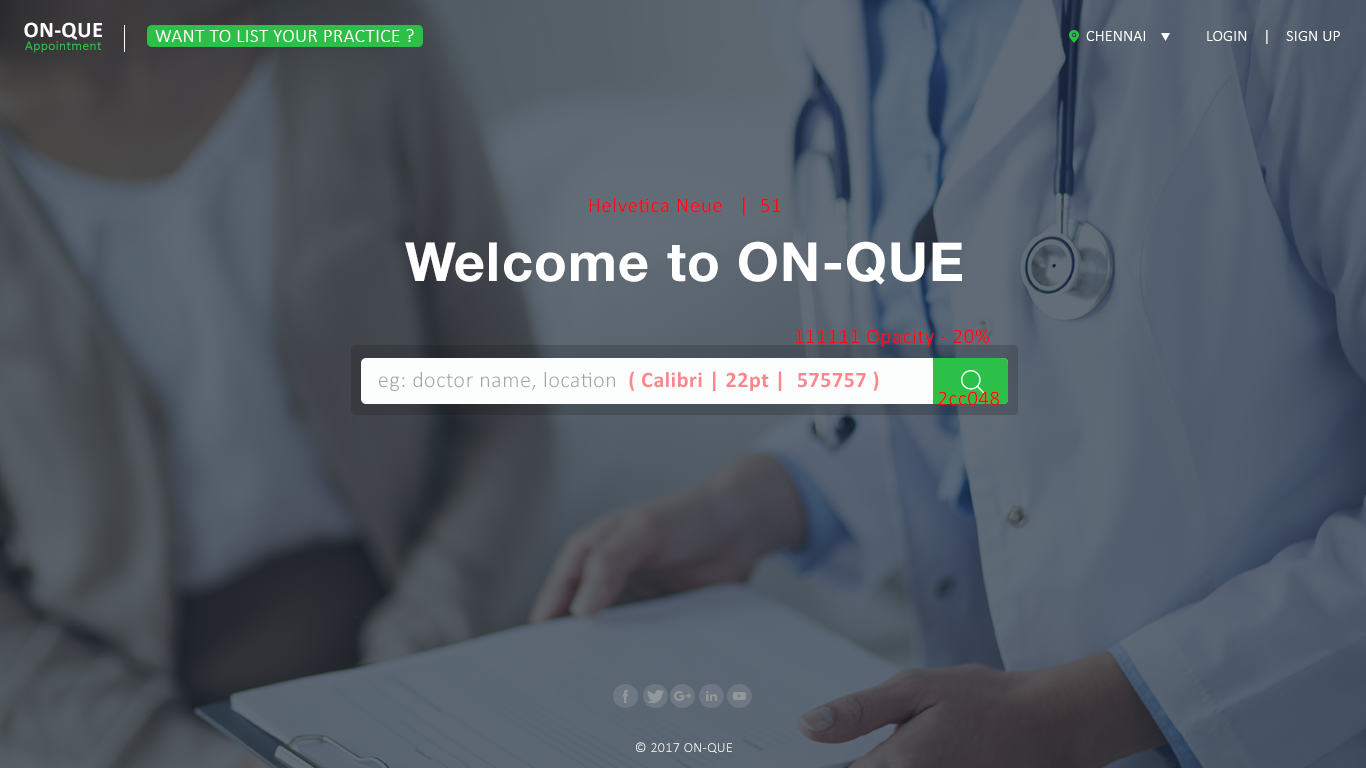 ON-QUE
Appointment
WANT TO LIST YOUR PRACTICE ?
CHENNAI ▼ LOGIN | SIGN UP
Helvetica Neue | 51
Welcome to ON-QUE
111111 Opacity - 20%
eg: doctor name, location ( Calibri | 22pt | 575757 )
2cc048
f G+ in
© 2017 ON-QUE